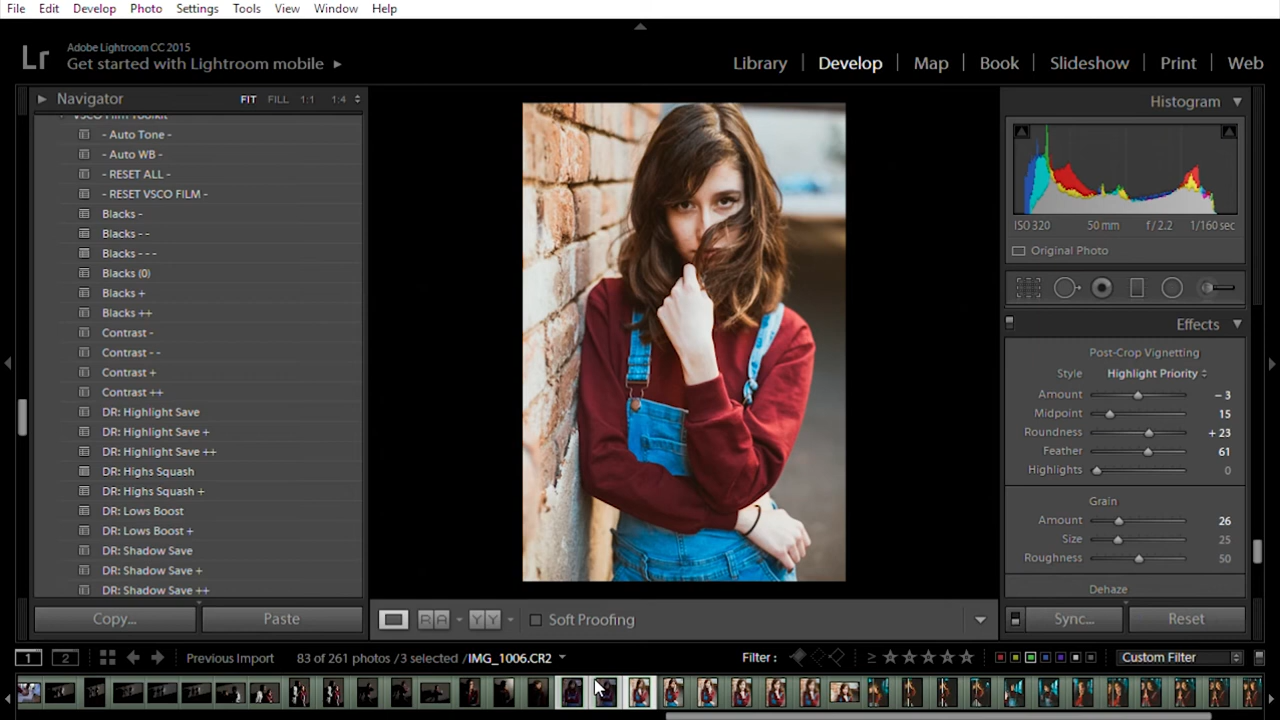 File Edit Develop Photo Settings Tools View Window Help
Lr
Adobe Lightroom CC 2015
Get started with Lightroom mobile
Library Develop Map Book Slideshow Print Web
Navigator FIT FILL 1:1 1:4
VSCO Film Toolkit
- Auto Tone -
- Auto WB -
- RESET ALL -
- RESET VSCO FILM -
Blacks -
Blacks - -
Blacks - - -
Blacks (0)
Blacks +
Blacks ++
Contrast -
Contrast - -
Contrast +
Contrast ++
DR: Highlight Save
DR: Highlight Save +
DR: Highlight Save ++
DR: Highs Squash
DR: Highs Squash +
DR: Lows Boost
DR: Lows Boost +
DR: Shadow Save
DR: Shadow Save +
DR: Shadow Save ++
Copy... Paste
Soft Proofing
Histogram
ISO 320 50 mm f / 2.2 1/160 sec
Original Photo
Effects
Post-Crop Vignetting
Style Highlight Priority
Amount - 3
Midpoint 15
Roundness + 23
Feather 61
Highlights 0
Grain
Amount 26
Size 25
Roughness 50
Dehaze
Sync... Reset
1 2 Previous Import 83 of 261 photos /3 selected /IMG_1006.CR2 Filter : ≥ ★★★★★ Custom Filter